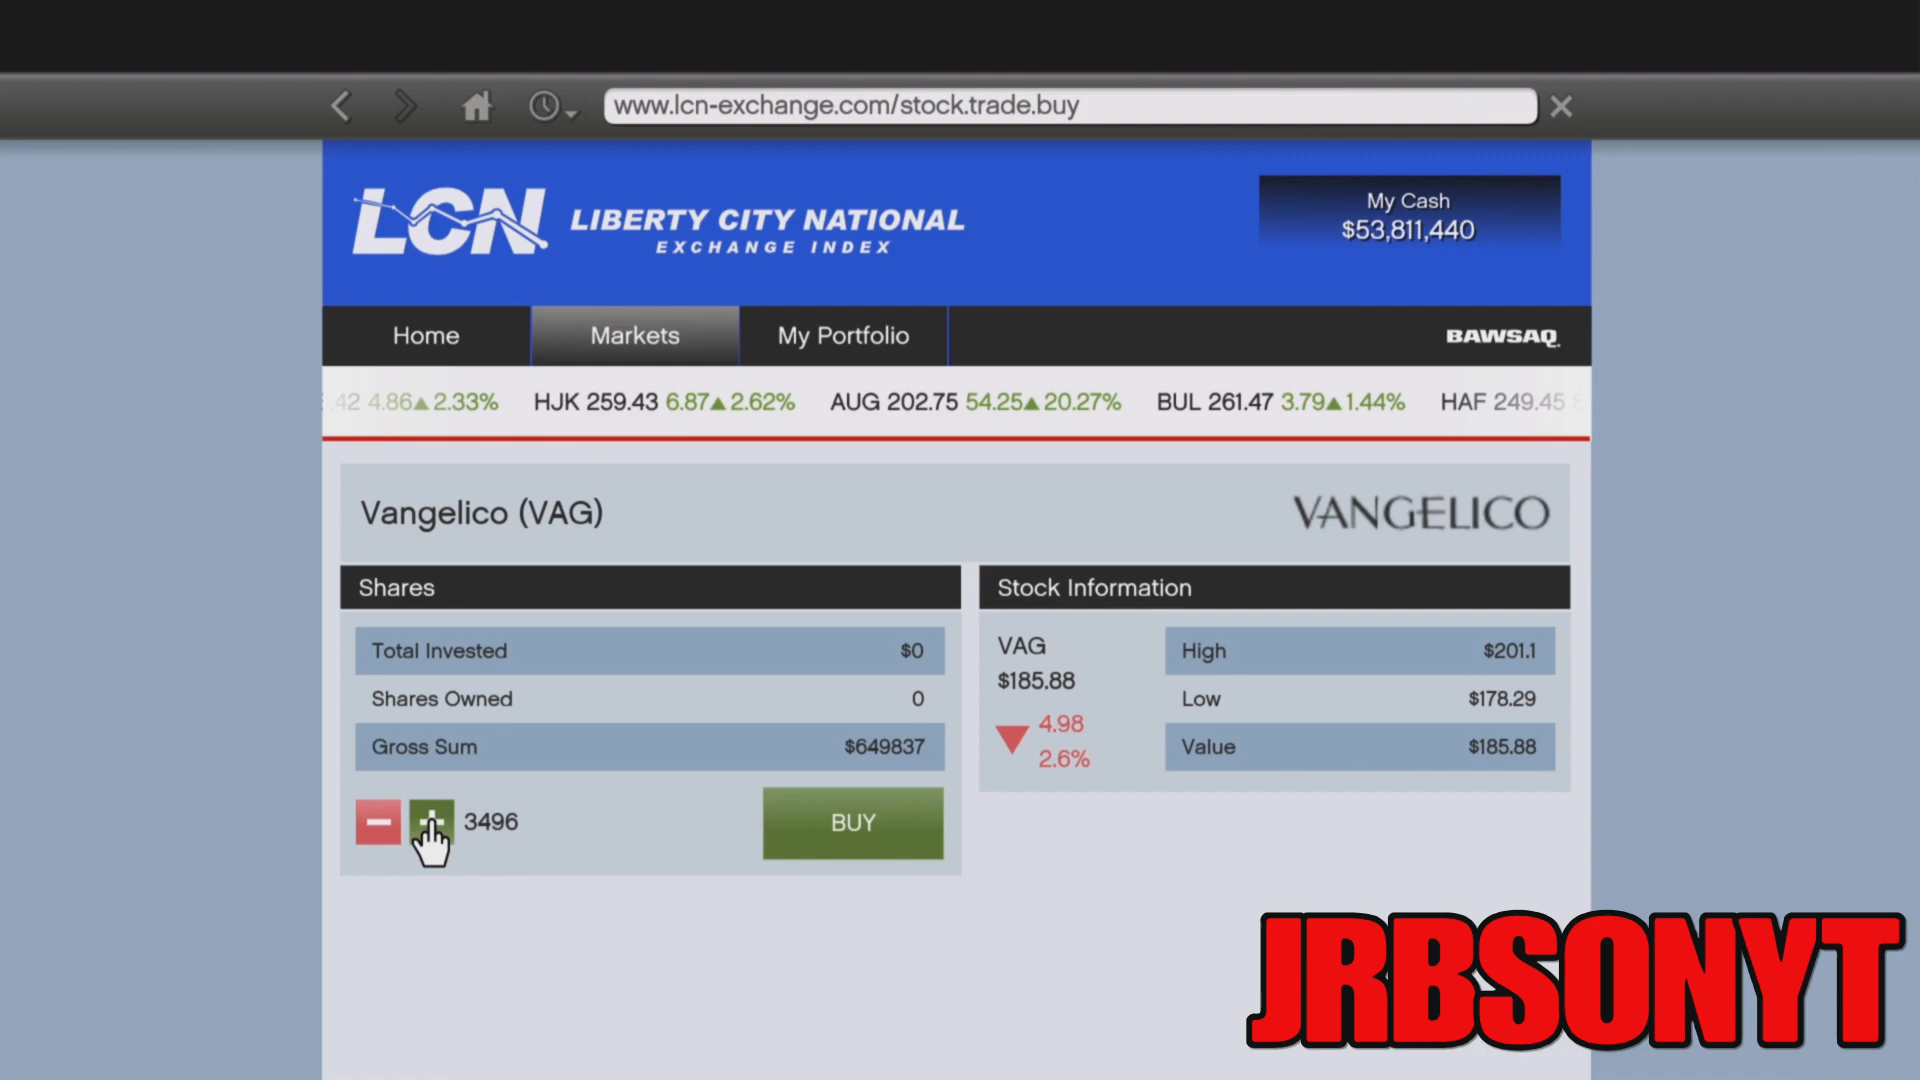 www.lcn-exchange.com/stock.trade.buy
LCN LIBERTY CITY NATIONAL
EXCHANGE INDEX
My Cash
$53,811,440
Home Markets My Portfolio BAWSAQ
.42 4.86▲2.33% HJK 259.43 6.87▲2.62% AUG 202.75 54.25▲20.27% BUL 261.47 3.79▲1.44% HAF 249.45
Vangelico (VAG) VANGELICO
Shares
Total Invested $0
Shares Owned 0
Gross Sum $649837
3496 BUY
Stock Information
VAG
$185.88
4.98
2.6%
High $201.1
Low $178.29
Value $185.88
JRBSONYT